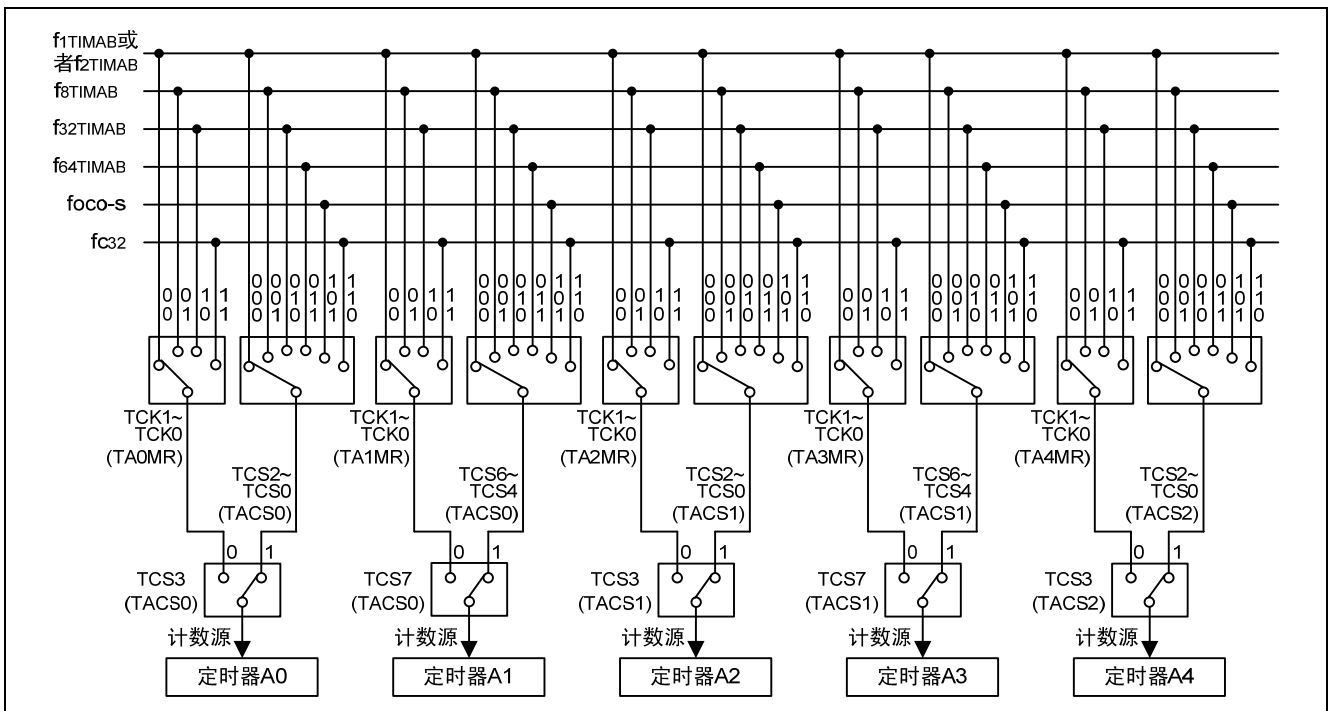 f1TIMAB或
者f2TIMAB
f8TIMAB
f32TIMAB
f64TIMAB
foco-s
fc32
0 0 1 1 0 0 0 0 1 1 0 0 1 1 0 0 0 0 1 1 0 0 1 1 0 0 0 0 1 1 0 0 1 1 0 0 0 0 1 1 0 0 1 1 0 0 0 0 1 1
0 1 0 1 0 0 1 1 0 1 0 1 0 1 0 0 1 1 0 1 0 1 0 1 0 0 1 1 0 1 0 1 0 1 0 0 1 1 0 1 0 1 0 1 0 0 1 1 0 1
0 1 0 1 1 0 0 1 0 1 1 0 0 1 0 1 1 0 0 1 0 1 1 0 0 1 0 1 1 0
TCK1~ TCK1~ TCK1~ TCK1~ TCK1~
TCK0 TCK0 TCK0 TCK0 TCK0
(TA0MR) (TA1MR) (TA2MR) (TA3MR) (TA4MR)
TCS2~ TCS6~ TCS2~ TCS6~ TCS2~
TCS0 TCS4 TCS0 TCS4 TCS0
(TACS0) (TACS0) (TACS1) (TACS1) (TACS2)
0 1 0 1 0 1 0 1 0 1
TCS3 TCS7 TCS3 TCS7 TCS3
(TACS0) (TACS0) (TACS1) (TACS1) (TACS2)
计数源 计数源 计数源 计数源 计数源
定时器A0 定时器A1 定时器A2 定时器A3 定时器A4